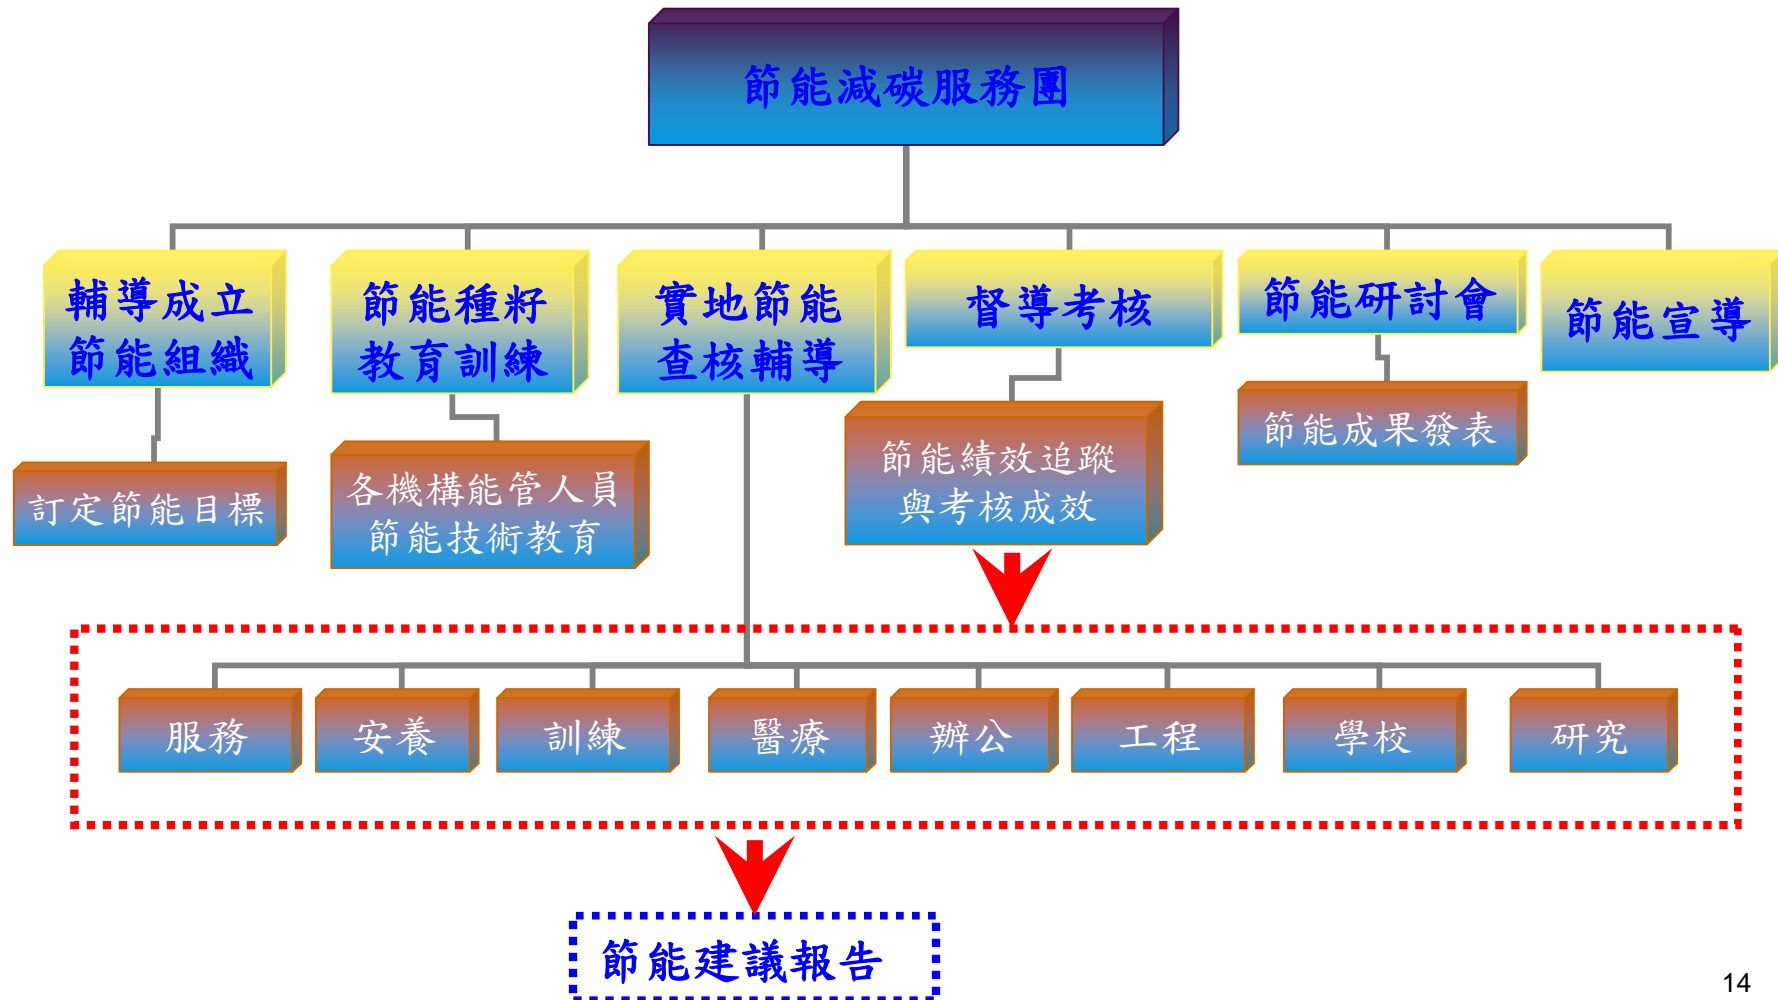 節能減碳服務團
輔導成立
節能組織
節能種籽
教育訓練
實地節能
查核輔導
督導考核
節能研討會
節能宣導
訂定節能目標
各機構能管人員
節能技術教育
節能績效追蹤
與考核成效
節能成果發表
服務
安養
訓練
醫療
辦公
工程
學校
研究
節能建議報告
14